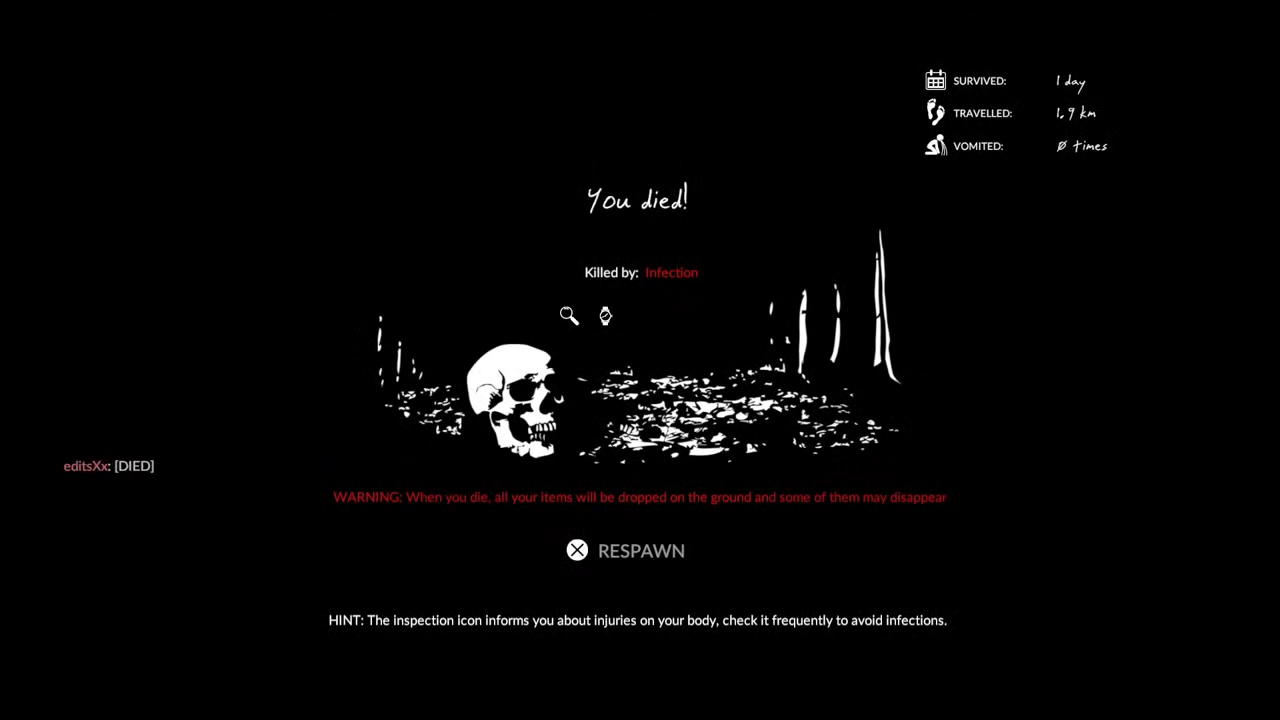 SURVIVED: 1 day
TRAVELLED: 1.9 km
VOMITED: 0 times
You died!
Killed by: Infection
editsXx: [DIED]
WARNING: When you die, all your items will be dropped on the ground and some of them may disappear
RESPAWN
HINT: The inspection icon informs you about injuries on your body, check it frequently to avoid infections.